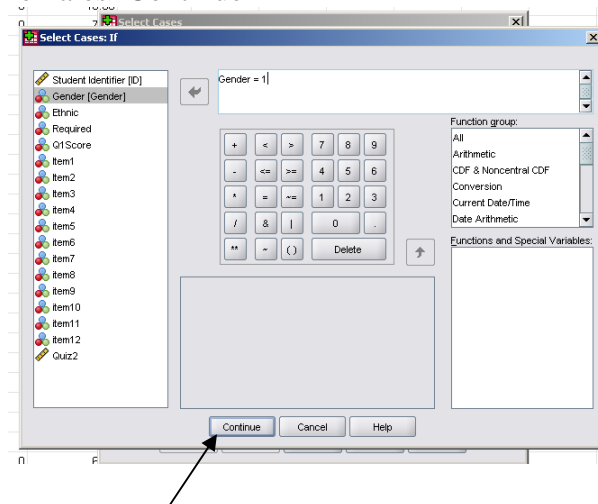 Select Cases
Select Cases: If
Student Identifier [ID]
Gender [Gender]
Ethnic
Required
Q1Score
item1
item2
item3
item4
item5
item6
item7
item8
item9
item10
item11
item12
Quiz2
Gender = 1
+ < > 7 8 9
- <= >= 4 5 6
* = ~= 1 2 3
/ & | 0 .
** ~ () Delete
Function group:
All
Arithmetic
CDF & Noncentral CDF
Conversion
Current Date/Time
Date Arithmetic
Functions and Special Variables:
Continue Cancel Help